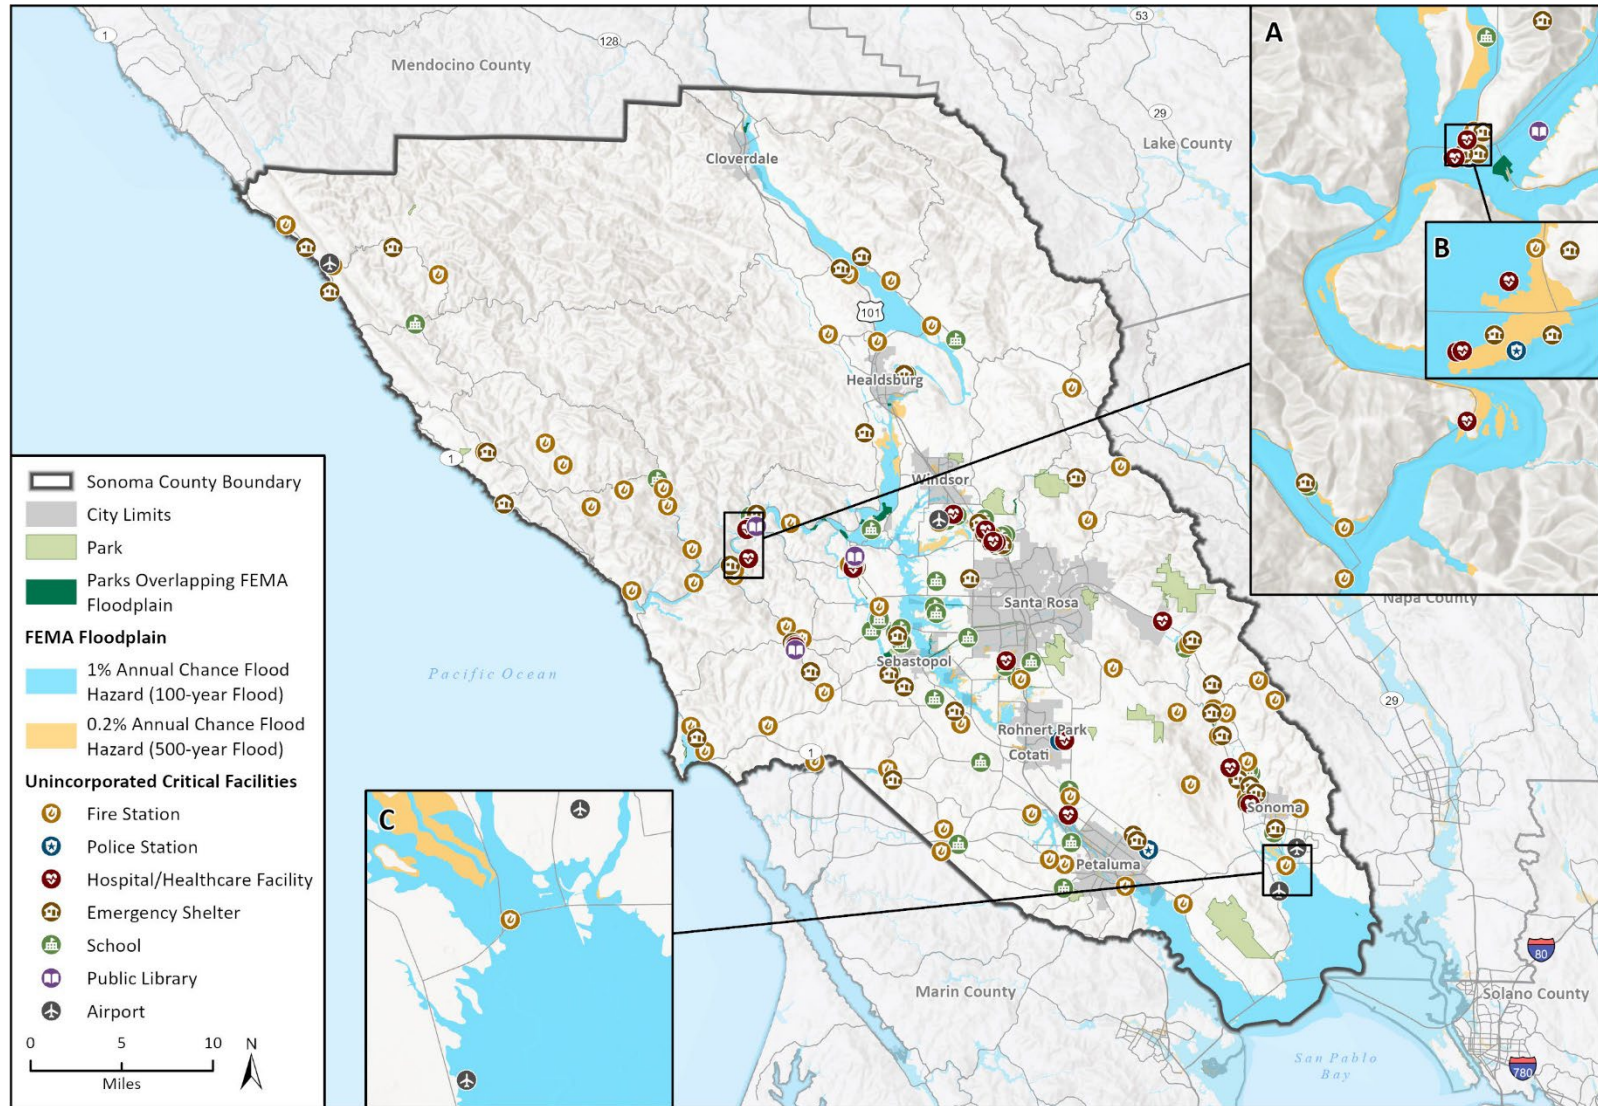 1
128
53
29
Mendocino County
Lake County
Cloverdale
101
Healdsburg
1
Windsor
Santa Rosa
Sebastopol
Rohnert Park
Cotati
1
Sonoma
Petaluma
Pacific Ocean
Napa County
29
Marin County
Solano County
80
780
San Pablo
Bay
A
B
C
Sonoma County Boundary
City Limits
Park
Parks Overlapping FEMA
Floodplain
FEMA Floodplain
1% Annual Chance Flood
Hazard (100-year Flood)
0.2% Annual Chance Flood
Hazard (500-year Flood)
Unincorporated Critical Facilities
Fire Station
Police Station
Hospital/Healthcare Facility
Emergency Shelter
School
Public Library
Airport
0 5 10
Miles
N